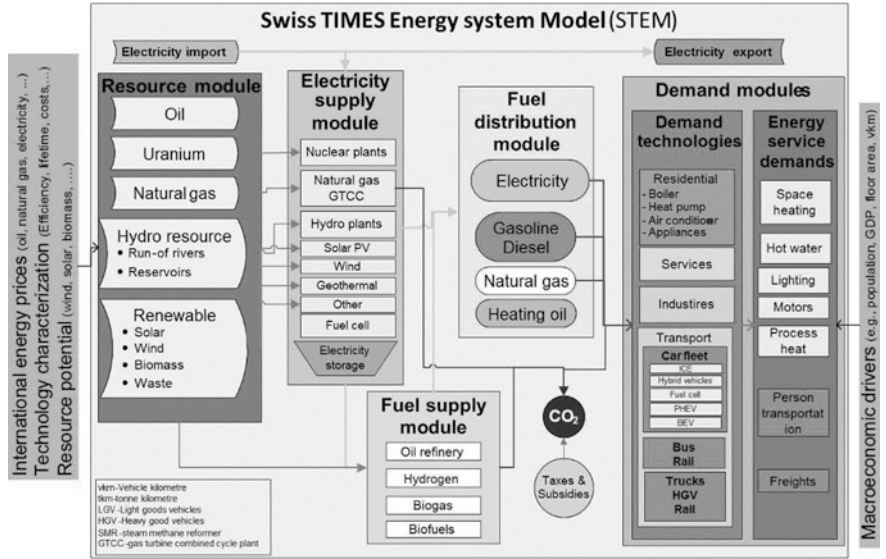 Swiss TIMES Energy system Model (STEM)
Electricity import
Electricity export
International energy prices (oil, natural gas, electricity, ...)
Technology characterization (Efficiency, lifetime, costs,...)
Resource potential (wind, solar, biomass, ....)
Resource module
Oil
Uranium
Natural gas
Hydro resource
• Run-of rivers
• Reservoirs
Renewable
• Solar
• Wind
• Biomass
• Waste
Electricity
supply
module
Nuclear plants
Natural gas
GTCC
Hydro plants
Solar PV
Wind
Geothermal
Other
Fuel cell
Electricity
storage
Fuel
distribution
module
Electricity
Gasoline
Diesel
Natural gas
Heating oil
Fuel supply
module
Oil refinery
Hydrogen
Biogas
Biofuels
CO2
Taxes &
Subsidies
Demand modules
Demand
technologies
Residential
- Boiler
- Heat pump
- Air conditioer
- Appliances
Services
Industires
Transport
Car fleet
ICE
Hybrid vehicles
Fuel cell
PHEV
BEV
Bus
Rail
Trucks
HGV
Rail
Energy
service
demands
Space
heating
Hot water
Lighting
Motors
Process
heat
Person
transportat
ion
Freights
Macroeconomic drivers (e.g., population, GDP, floor area, vkm)
vkm-Vehicle kilometre
tkm-tonne kilometre
LGV-Light goods vehicles
HGV-Heavy good vehicles
SMR-steam methane reformer
GTCC-gas turbine combined cycle plant